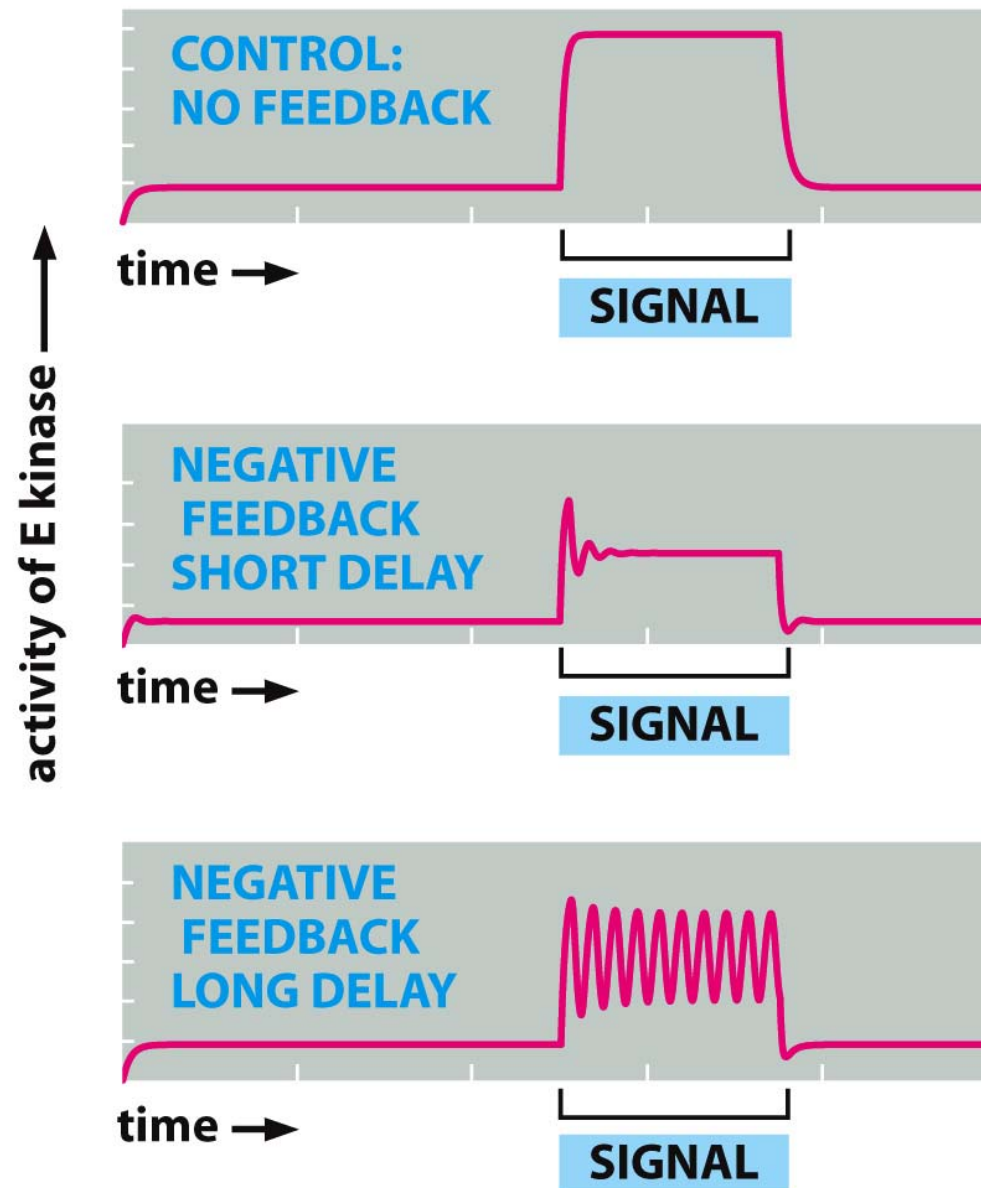 CONTROL:
NO FEEDBACK
time
SIGNAL
activity of E kinase
NEGATIVE
FEEDBACK
SHORT DELAY
time
SIGNAL
NEGATIVE
FEEDBACK
LONG DELAY
time
SIGNAL